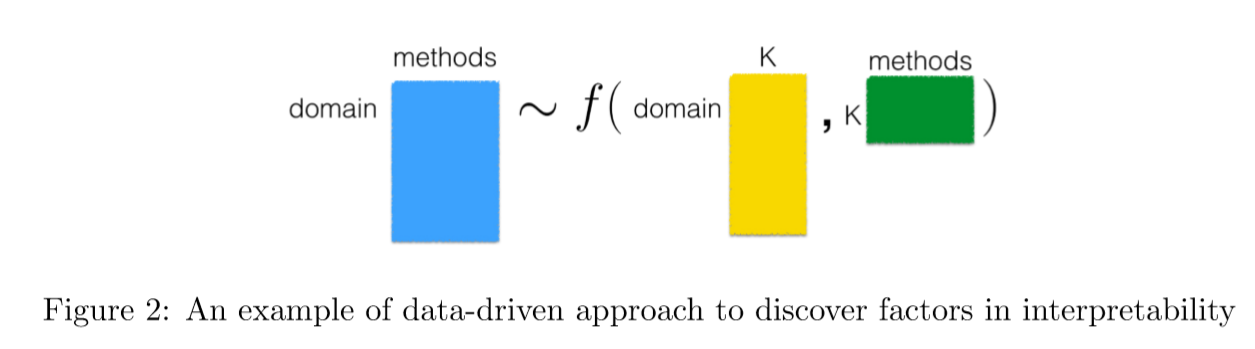 methods
K
methods
domain ~ f( domain , K )
Figure 2: An example of data-driven approach to discover factors in interpretability